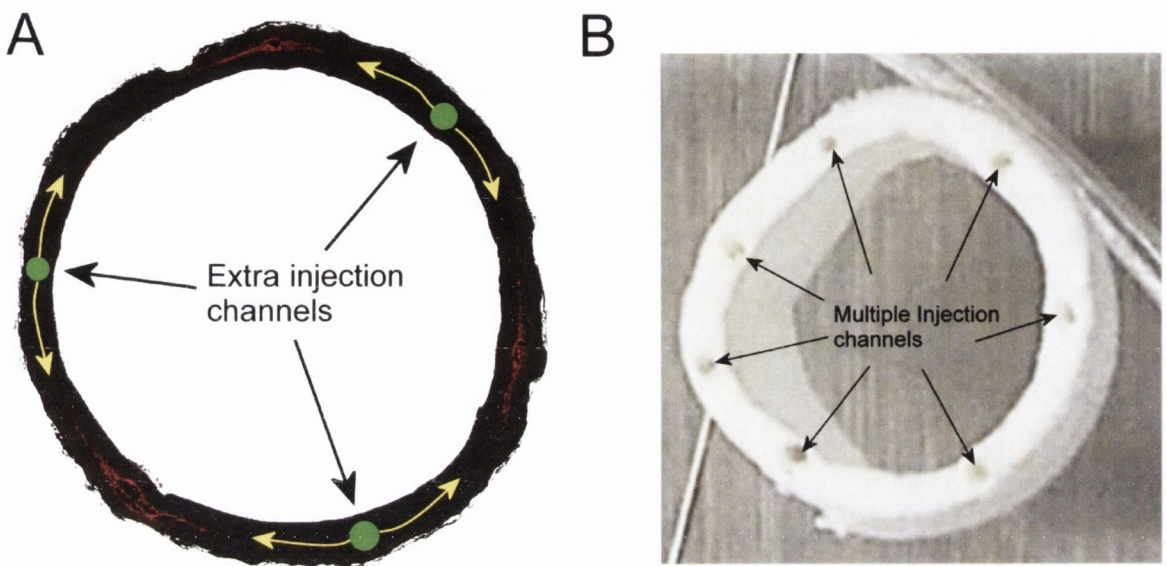 A
B
Extra injection
channels
Multiple Injection
channels